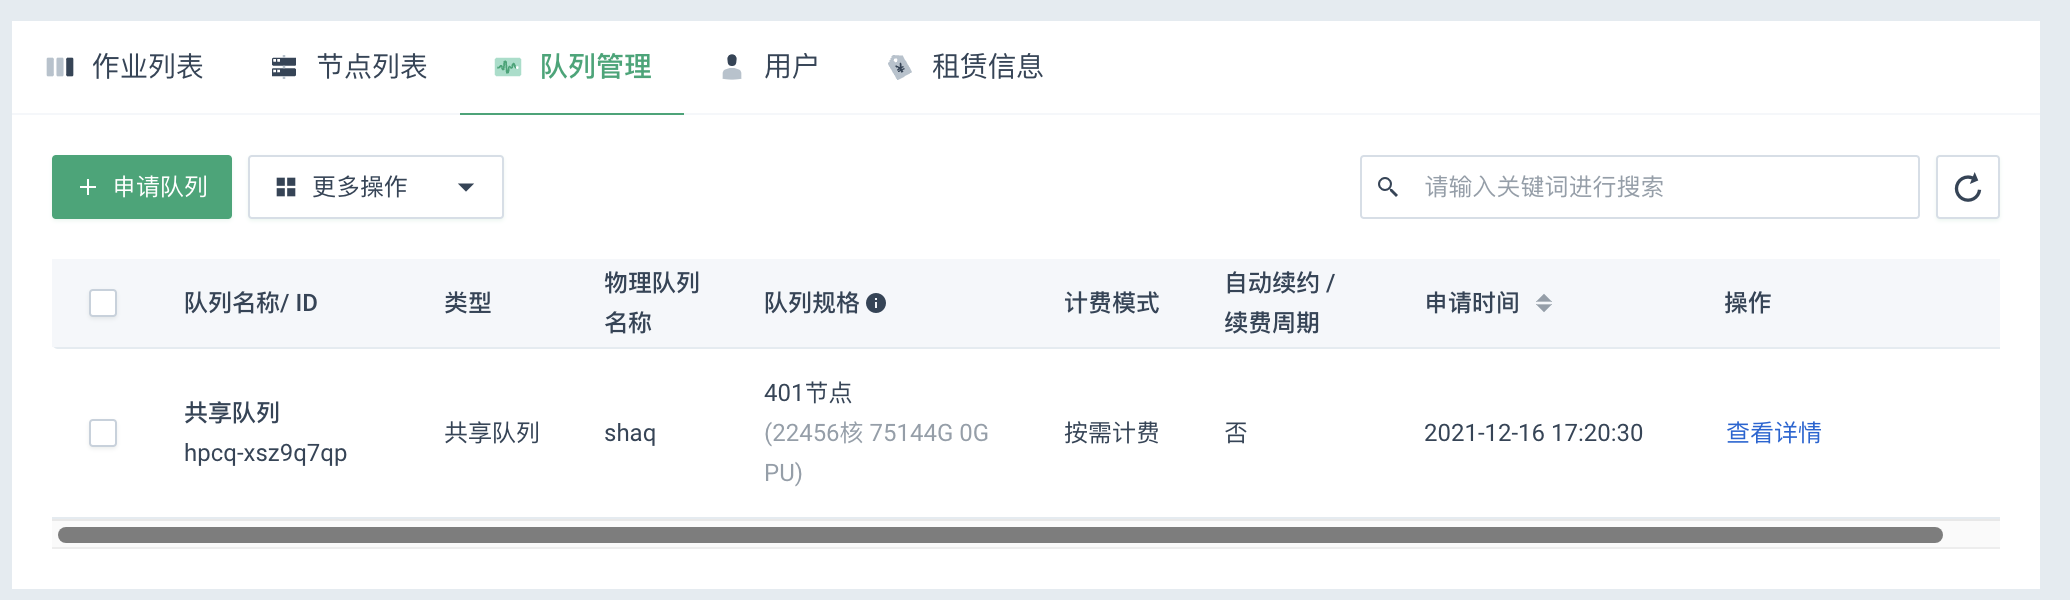 作业列表 节点列表 队列管理 用户 租赁信息
申请队列 更多操作 请输入关键词进行搜索
队列名称/ ID 类型 物理队列名称 队列规格 计费模式 自动续约 / 续费周期 申请时间 操作
共享队列
hpcq-xsz9q7qp
共享队列
shaq
401节点
(22456核 75144G 0G
PU)
按需计费
否
2021-12-16 17:20:30
查看详情